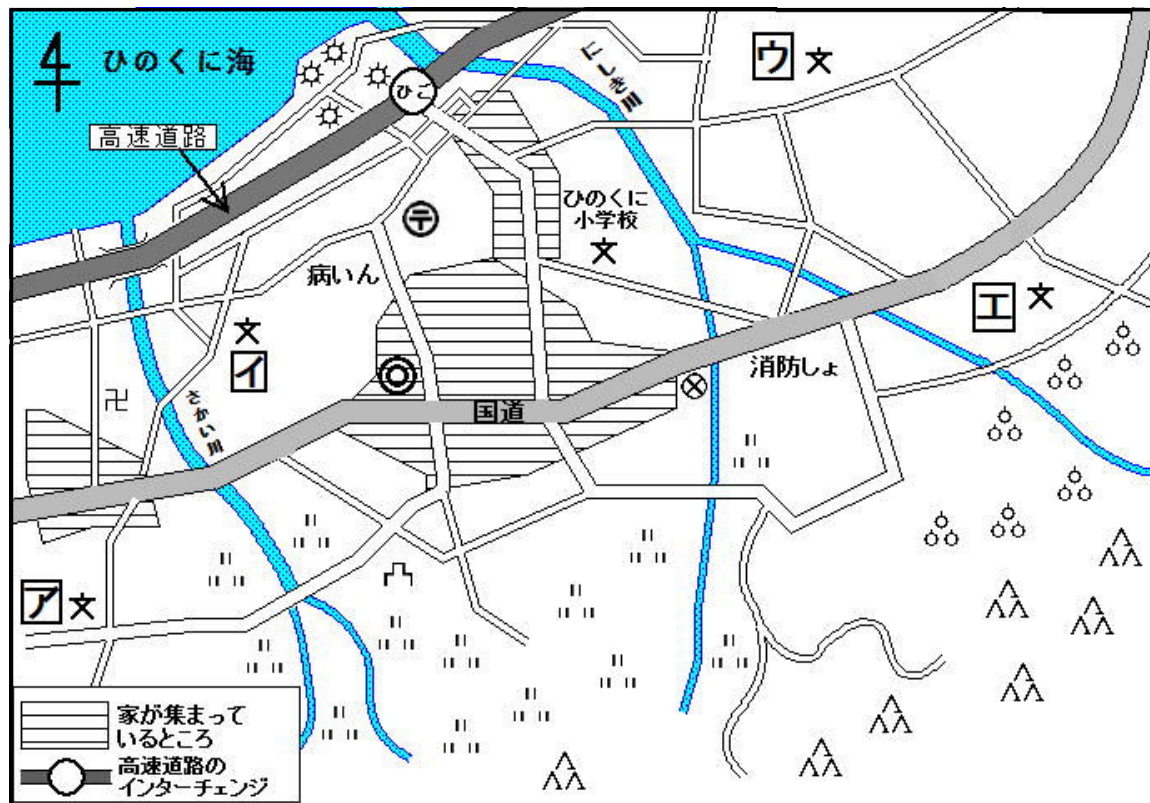 ひのくに海
高速道路
ひご
にしき川
ウ
ひのくに
小学校
病いん
エ
イ
消防しょ
さかい川
国道
ア
家が集まって
いるところ
高速道路の
インターチェンジ